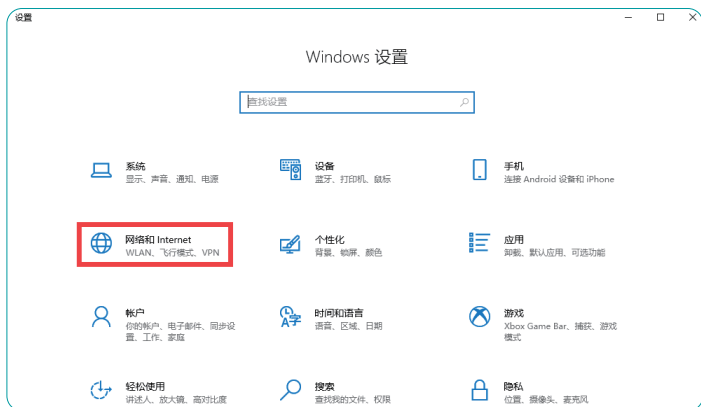 设置
Windows 设置
查找设置
系统
显示、声音、通知、电源
设备
蓝牙、打印机、鼠标
手机
连接 Android 设备和 iPhone
网络和 Internet
WLAN、飞行模式、VPN
个性化
背景、锁屏、颜色
应用
卸载、默认应用、可选功能
帐户
你的帐户、电子邮件、同步设
置、工作、家庭
时间和语言
语音、区域、日期
游戏
Xbox Game Bar、捕获、游戏
模式
轻松使用
讲述人、放大镜、高对比度
搜索
查找我的文件、权限
隐私
位置、摄像头、麦克风